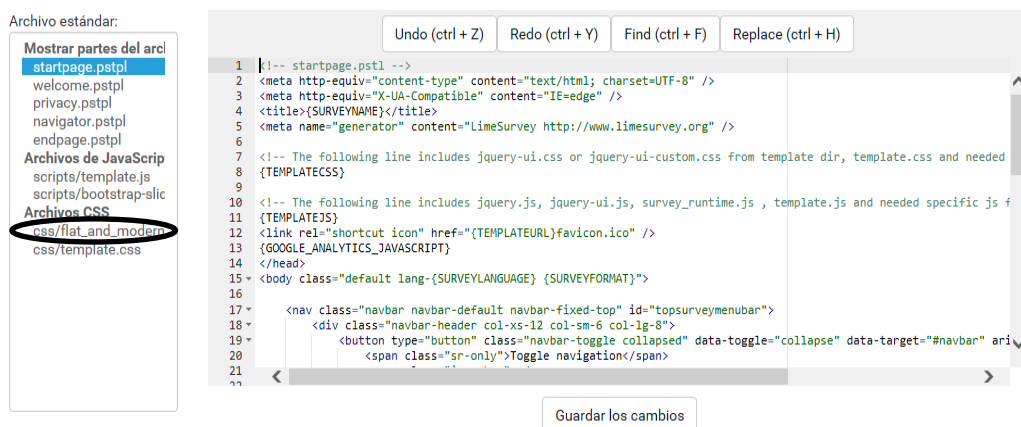 Archivo estándar:
Mostrar partes del arcl
startpage.pstpl
welcome.pstpl
privacy.pstpl
navigator.pstpl
endpage.pstpl
Archivos de JavaScrip
scripts/template.js
scripts/bootstrap-slic
Archivos CSS
css/flat_and_modern
css/template.css
Undo (ctrl + Z) Redo (ctrl + Y) Find (ctrl + F) Replace (ctrl + H)
1 <!-- startpage.pstl -->
2 <meta http-equiv="content-type" content="text/html; charset=UTF-8" />
3 <meta http-equiv="X-UA-Compatible" content="IE=edge" />
4 <title>{SURVEYNAME}</title>
5 <meta name="generator" content="LimeSurvey http://www.limesurvey.org" />
6
7 <!-- The following line includes jquery-ui.css or jquery-ui-custom.css from template dir, template.css and needed
8 {TEMPLATECSS}
9
10 <!-- The following line includes jquery.js, jquery-ui.js, survey_runtime.js , template.js and needed specific js f
11 {TEMPLATEJS}
12 <link rel="shortcut icon" href="{TEMPLATEURL}favicon.ico" />
13 {GOOGLE_ANALYTICS_JAVASCRIPT}
14 </head>
15 <body class="default lang-{SURVEYLANGUAGE} {SURVEYFORMAT}">
16
17 <nav class="navbar navbar-default navbar-fixed-top" id="topsurveymenubar">
18 <div class="navbar-header col-xs-12 col-sm-6 col-lg-8">
19 <button type="button" class="navbar-toggle collapsed" data-toggle="collapse" data-target="#navbar" ari
20 <span class="sr-only">Toggle navigation</span>
21
Guardar los cambios